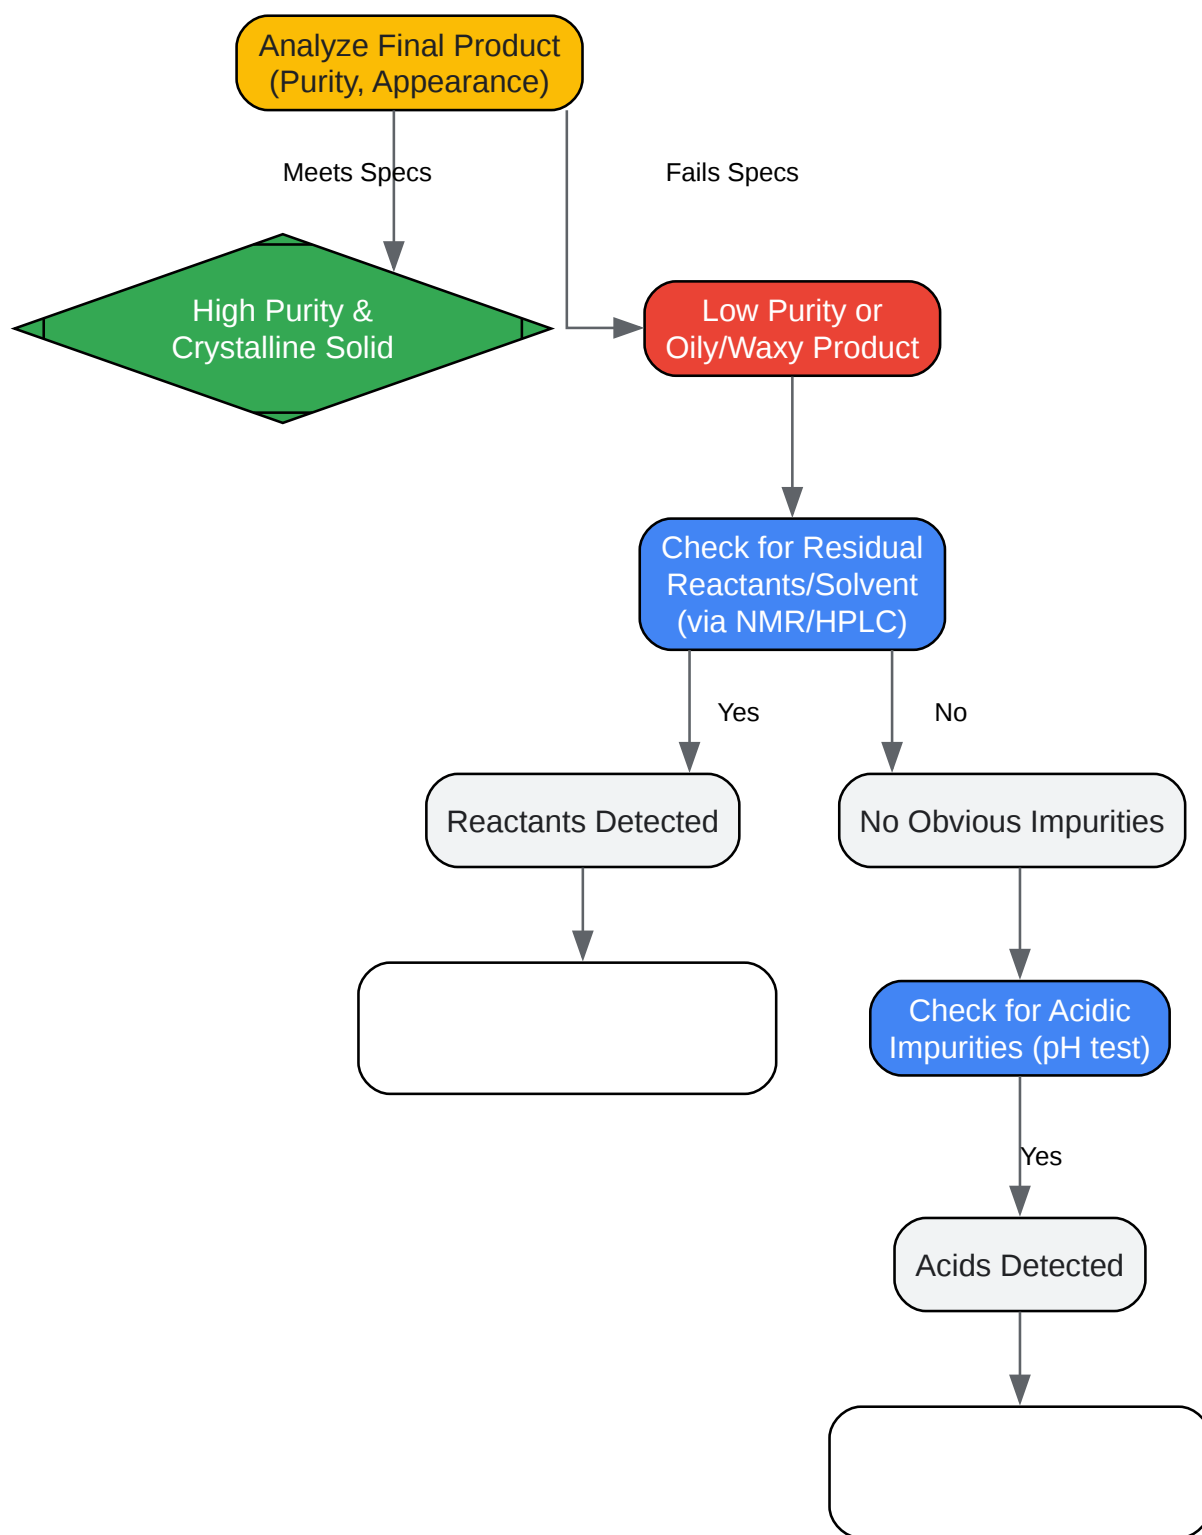 Analyze Final Product
(Purity, Appearance)
Meets Specs
Fails Specs
High Purity &
Crystalline Solid
Low Purity or
Oily/Waxy Product
Check for Residual
Reactants/Solvent
(via NMR/HPLC)
Yes
No
Reactants Detected
No Obvious Impurities
Check for Acidic
Impurities (pH test)
Yes
Acids Detected